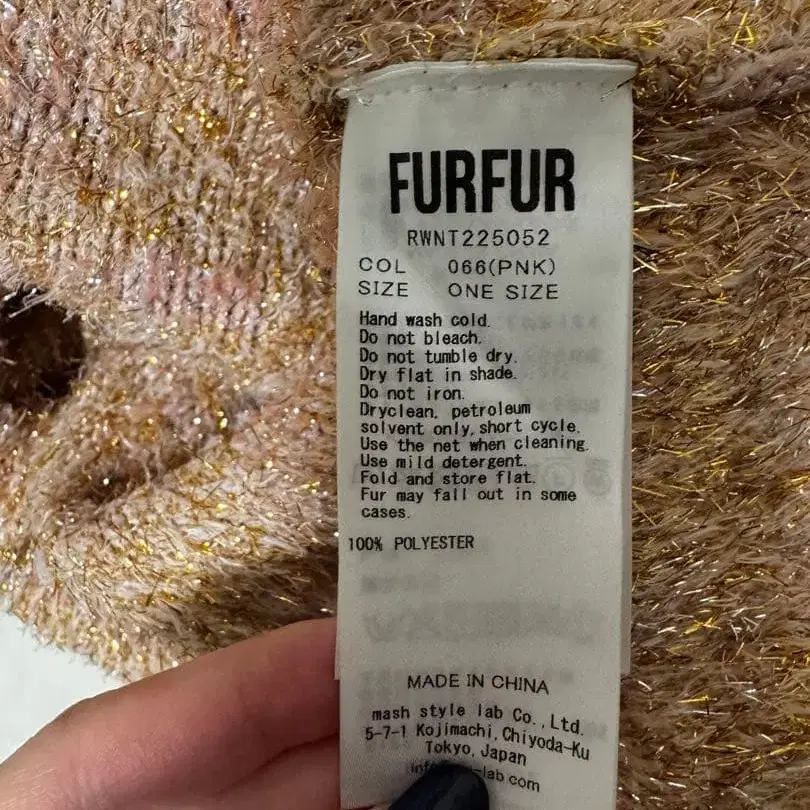 FURFUR
RWNT225052
COL 066(PNK)
SIZE ONE SIZE
Hand wash cold.
Do not bleach.
Do not tumble dry.
Dry flat in shade.
Do not iron.
Dryclean, petroleum
solvent only, short cycle.
Use the net when cleaning.
Use mild detergent.
Fold and store flat.
Fur may fall out in some
cases.
100% POLYESTER
MADE IN CHINA
mash style lab Co., Ltd.
5-7-1 Kojimachi, Chiyoda-Ku
Tokyo, Japan